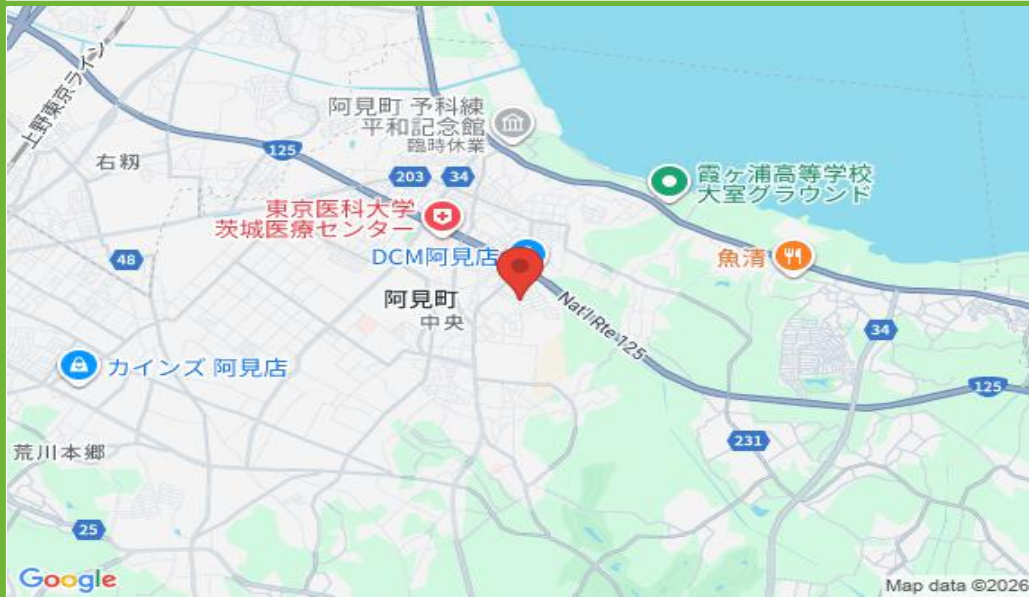 上野東京ライン
阿見町 予科練
平和記念館
臨時休業
125
右籾
203
34
霞ヶ浦高等学校
大室グラウンド
東京医科大学
茨城医療センター
48
DCM阿見店
魚清
阿見町
中央
Nat'l Rte 125
34
カインズ 阿見店
125
231
荒川本郷
25
Google
Map data ©2026